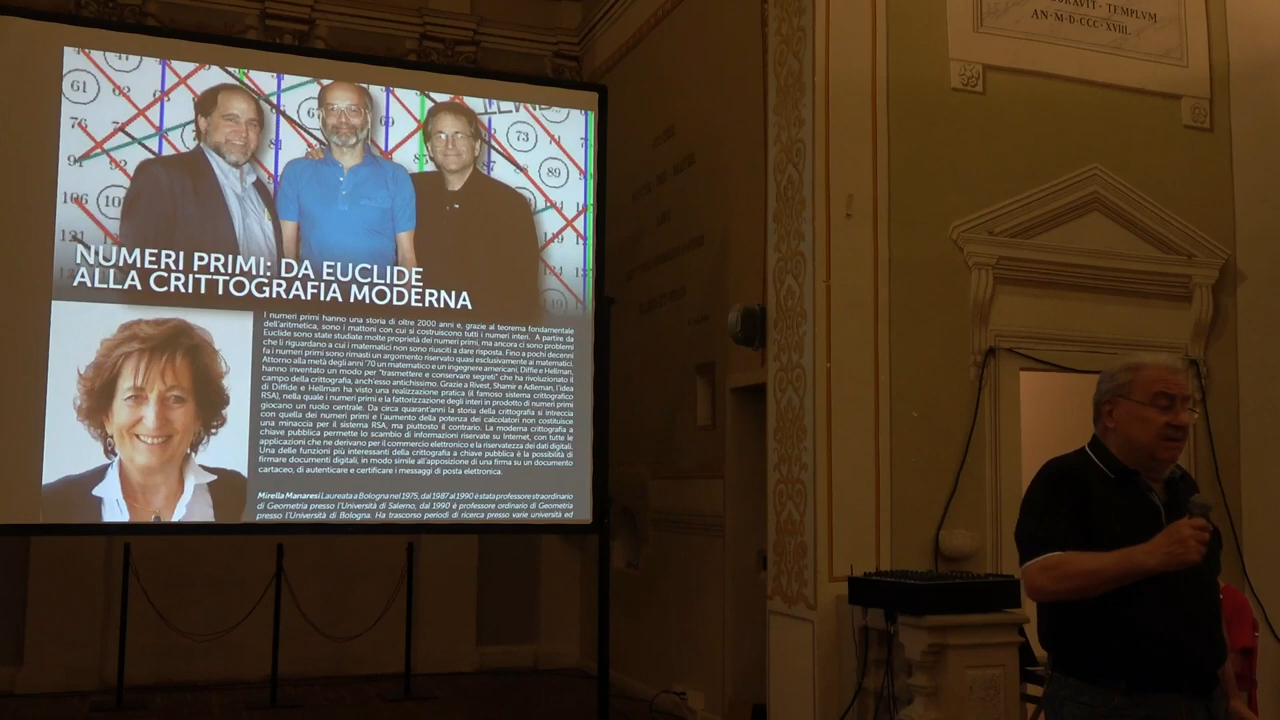 61
62
67
69
73
76
92
89
106
NUMERI PRIMI: DA EUCLIDE
ALLA CRITTOGRAFIA MODERNA
I numeri primi hanno una storia di oltre 2000 anni e, grazie al teorema fondamentale
dell'aritmetica, sono i mattoni con cui si costruiscono tutti i numeri interi. A partire da
Euclide sono state studiate molte proprietà dei numeri primi, ma ancora ci sono problemi
che li riguardano a cui i matematici non sono riusciti a dare risposta. Fino a pochi decenni
fa i numeri primi sono rimasti un argomento riservato quasi esclusivamente ai matematici.
Attorno alla metà degli anni '70 un matematico e un ingegnere americani, Diffie e Hellman,
hanno inventato un modo per "trasmettere e conservare segreti" che ha rivoluzionato il
campo della crittografia, anch'esso antichissimo. Grazie a Rivest, Shamir e Adleman, l'idea
di Diffide e Hellman ha visto una realizzazione pratica (il famoso sistema crittografico
RSA), nella quale i numeri primi e la fattorizzazione degli interi in prodotto di numeri primi
giocano un ruolo centrale. Da circa quarant'anni la storia della crittografia si intreccia
con quella dei numeri primi e l'aumento della potenza dei calcolatori non costituisce
una minaccia per il sistema RSA, ma piuttosto il contrario. La moderna crittografia a
chiave pubblica permette lo scambio di informazioni riservate su Internet, con tutte le
applicazioni che ne derivano per il commercio elettronico e la riservatezza dei dati digitali.
Una delle funzioni più interessanti della crittografia a chiave pubblica è la possibilità di
firmare documenti digitali, in modo simile all'apposizione di una firma su un documento
cartaceo, di autenticare e certificare i messaggi di posta elettronica.
Mirella Manaresi Laureata a Bologna nel 1975, dal 1987 al 1990 è stata professore straordinario
di Geometria presso l'Università di Salerno, dal 1990 è professore ordinario di Geometria
presso l'Università di Bologna. Ha trascorso periodi di ricerca presso varie università ed
TEMPLVM
AN·M·D·CCC·XVIII.